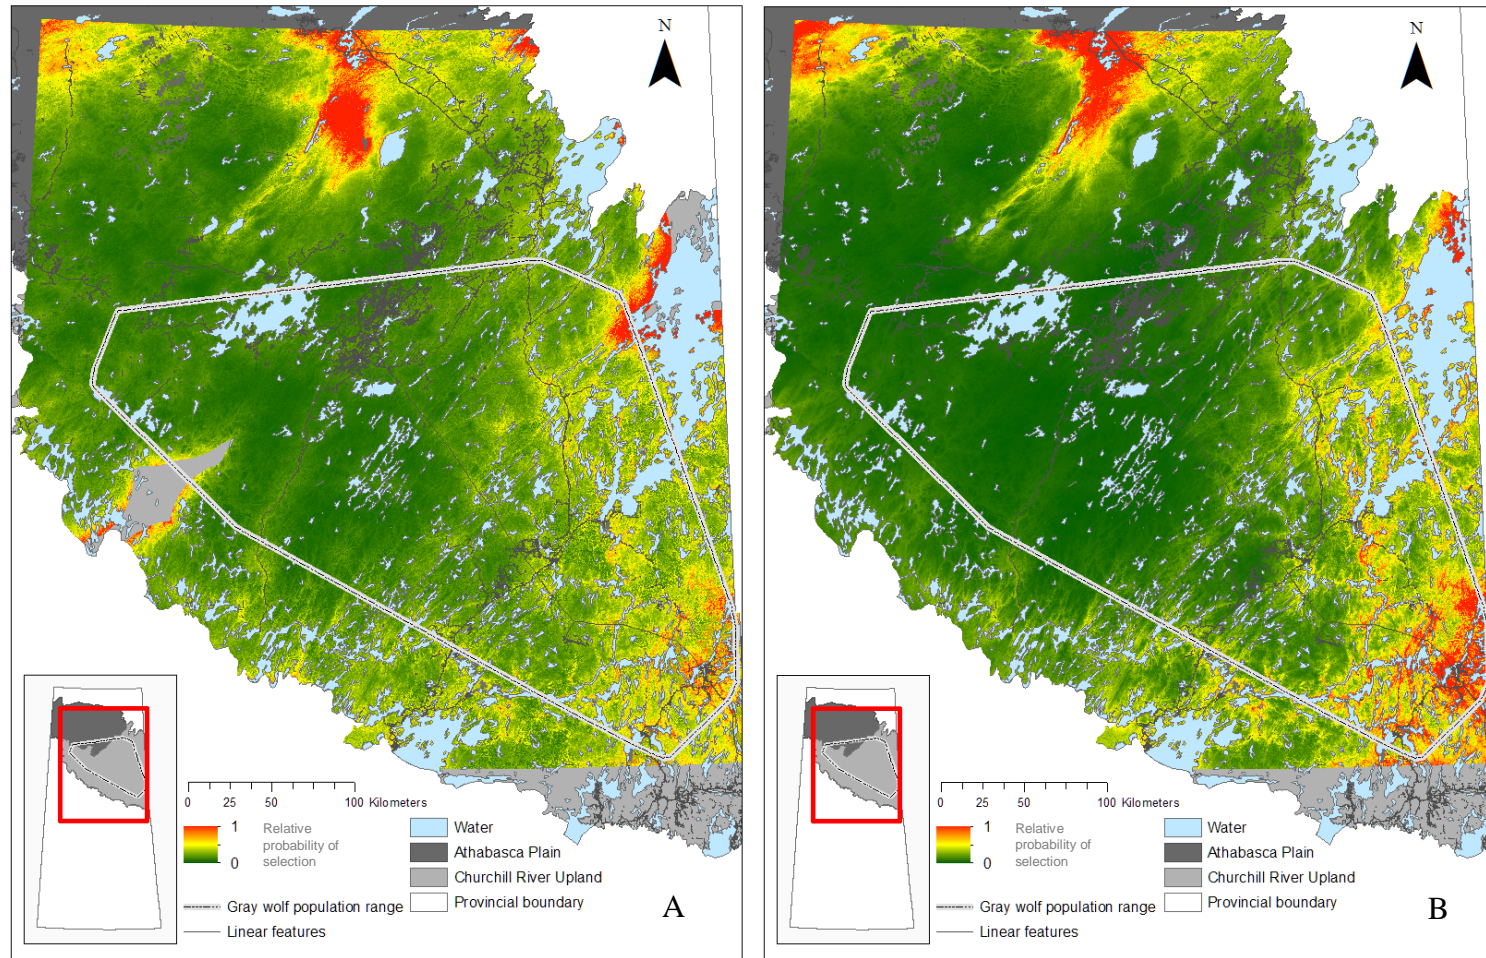 N
0 25 50 100 Kilometers
1
0
Relative
probability of
selection
Water
Athabasca Plain
Churchill River Upland
Gray wolf population range
Provincial boundary
Linear features
A
N
0 25 50 100 Kilometers
1
0
Relative
probability of
selection
Water
Athabasca Plain
Churchill River Upland
Gray wolf population range
Provincial boundary
Linear features
B